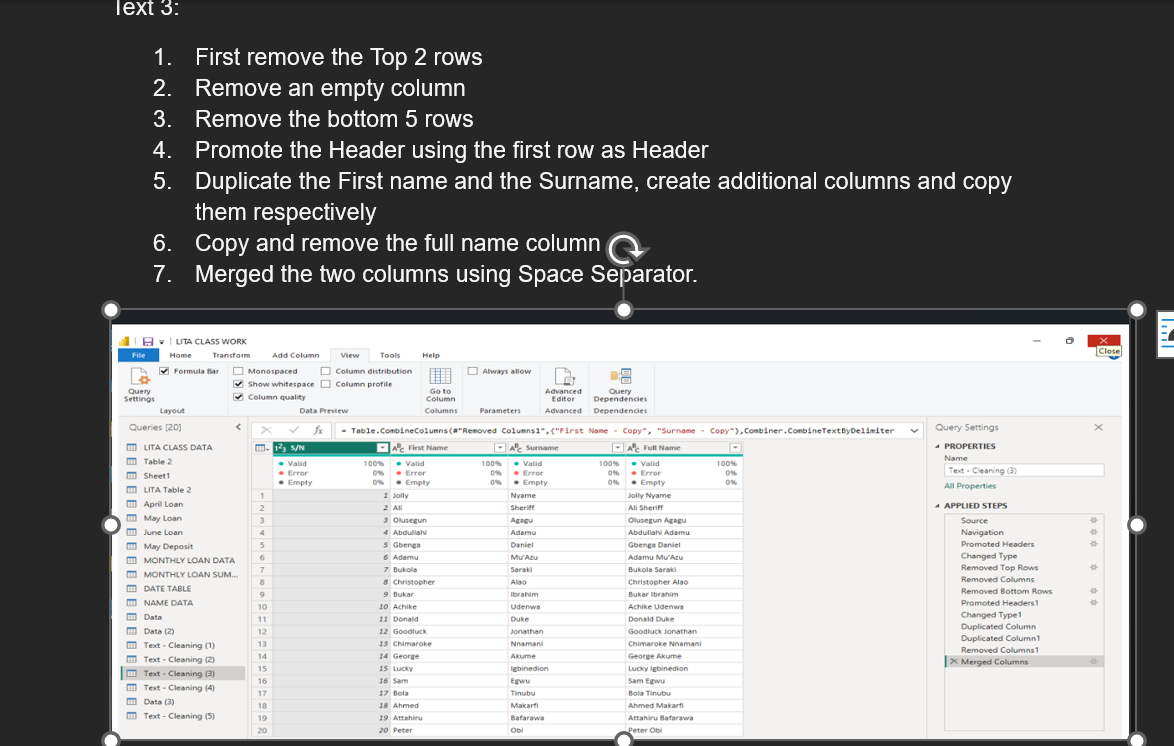 Text 3:
1. First remove the Top 2 rows
2. Remove an empty column
3. Remove the bottom 5 rows
4. Promote the Header using the first row as Header
5. Duplicate the First name and the Surname, create additional columns and copy
them respectively
6. Copy and remove the full name column
7. Merged the two columns using Space Separator.
LITA CLASS WORK
Close
File Home Transform Add Column View Tools Help
Query Settings
Formula Bar
Layout
Monospaced
Show whitespace
Column quality
Column distribution
Column profile
Data Preview
Go to Column
Columns
Always allow
Parameters
Advanced Editor
Advanced
Query Dependencies
Dependencies
Queries [20]
LITA CLASS DATA
Table 2
Sheet1
LITA Table 2
April Loan
May Loan
June Loan
May Deposit
MONTHLY LOAN DATA
MONTHLY LOAN SUM...
DATE TABLE
NAME DATA
Data
Data (2)
Text - Cleaning (1)
Text - Cleaning (2)
Text - Cleaning (3)
Text - Cleaning (4)
Data (3)
Text - Cleaning (5)
fx = Table.CombineColumns(#"Removed Columns1",{"First Name - Copy", "Surname - Copy"},Combiner.CombineTextByDelimiter
1²3 S/N ABC First Name ABC Surname ABC Full Name
Valid 100% Valid 100% Valid 100% Valid 100%
Error 0% Error 0% Error 0% Error 0%
Empty 0% Empty 0% Empty 0% Empty 0%
1 1 Jolly Nyame Jolly Nyame
2 2 Ali Sheriff Ali Sheriff
3 3 Olusegun Agagu Olusegun Agagu
4 4 Abdullahi Adamu Abdullahi Adamu
5 5 Gbenga Daniel Gbenga Daniel
6 6 Adamu Mu'Azu Adamu Mu'Azu
7 7 Bukola Saraki Bukola Saraki
8 8 Christopher Alao Christopher Alao
9 9 Bukar Ibrahim Bukar Ibrahim
10 10 Achike Udenwa Achike Udenwa
11 11 Donald Duke Donald Duke
12 12 Goodluck Jonathan Goodluck Jonathan
13 13 Chimaroke Nnamani Chimaroke Nnamani
14 14 George Akume George Akume
15 15 Lucky Igbinedion Lucky Igbinedion
16 16 Sam Egwu Sam Egwu
17 17 Bola Tinubu Bola Tinubu
18 18 Ahmed Makarfi Ahmed Makarfi
19 19 Attahiru Bafarawa Attahiru Bafarawa
20 20 Peter Obi Peter Obi
Query Settings
PROPERTIES
Name
Text - Cleaning (3)
All Properties
APPLIED STEPS
Source
Navigation
Promoted Headers
Changed Type
Removed Top Rows
Removed Columns
Removed Bottom Rows
Promoted Headers1
Changed Type1
Duplicated Column
Duplicated Column1
Removed Columns1
Merged Columns